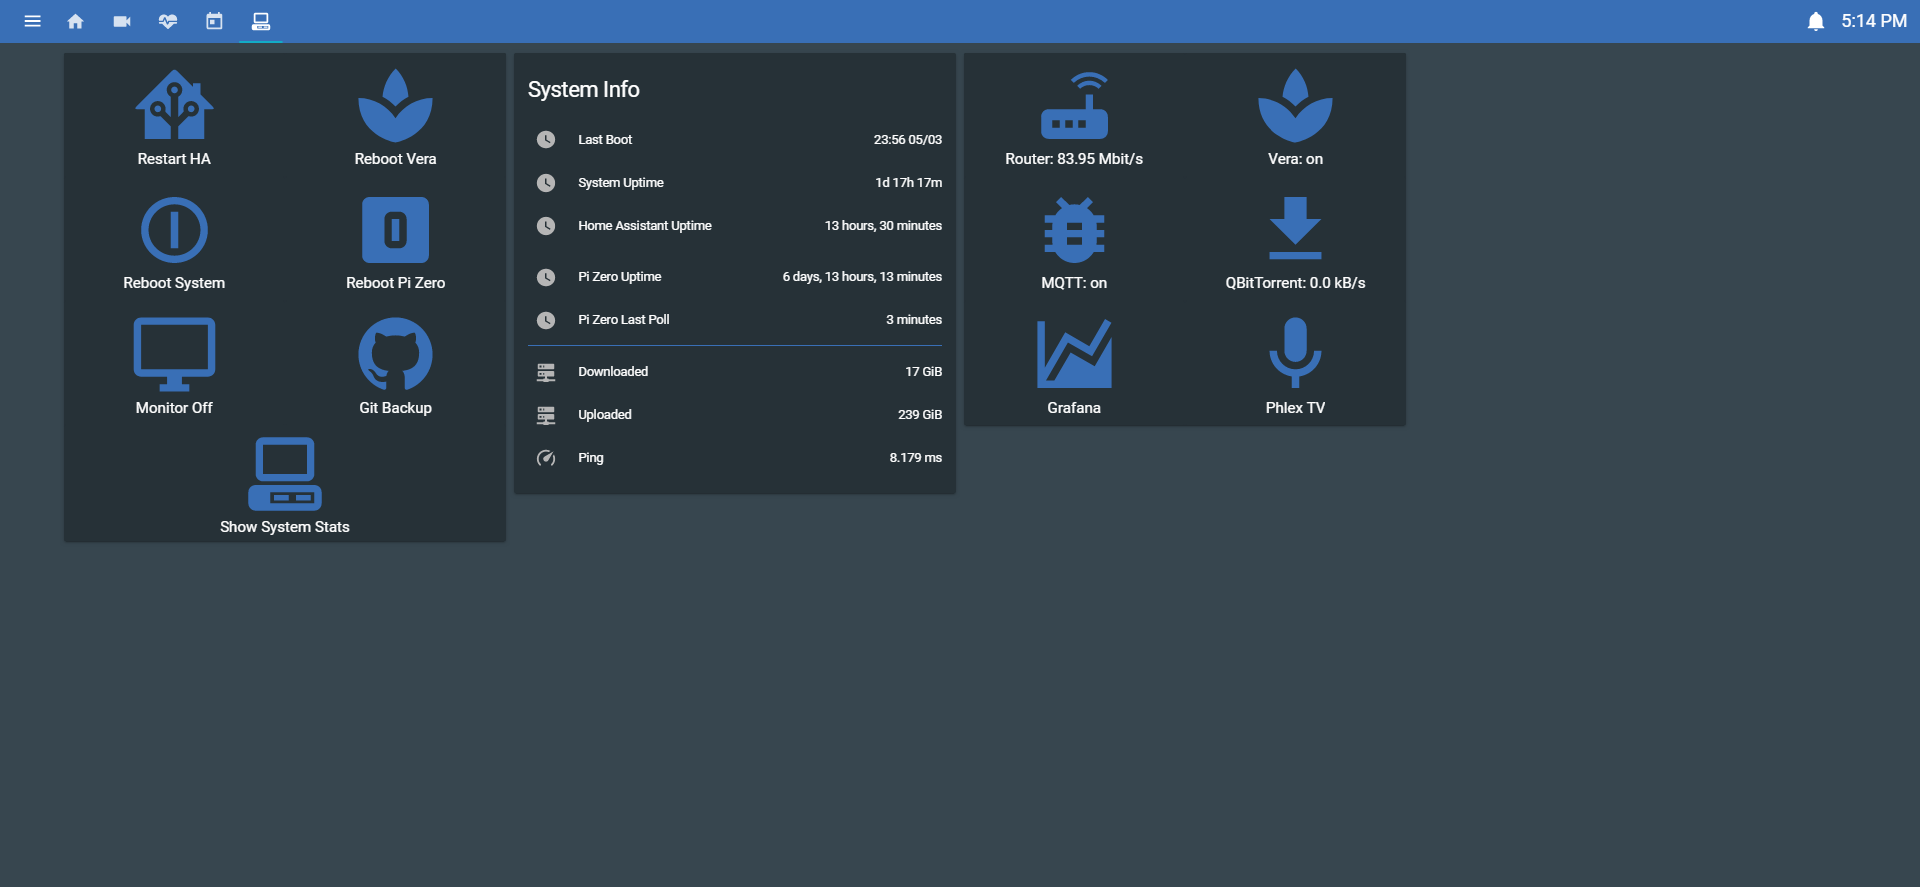 5:14 PM
Restart HA
Reboot Vera
Reboot System
Reboot Pi Zero
Monitor Off
Git Backup
Show System Stats
System Info
Last Boot 23:56 05/03
System Uptime 1d 17h 17m
Home Assistant Uptime 13 hours, 30 minutes
Pi Zero Uptime 6 days, 13 hours, 13 minutes
Pi Zero Last Poll 3 minutes
Downloaded 17 GiB
Uploaded 239 GiB
Ping 8.179 ms
Router: 83.95 Mbit/s
Vera: on
MQTT: on
QBitTorrent: 0.0 kB/s
Grafana
Phlex TV